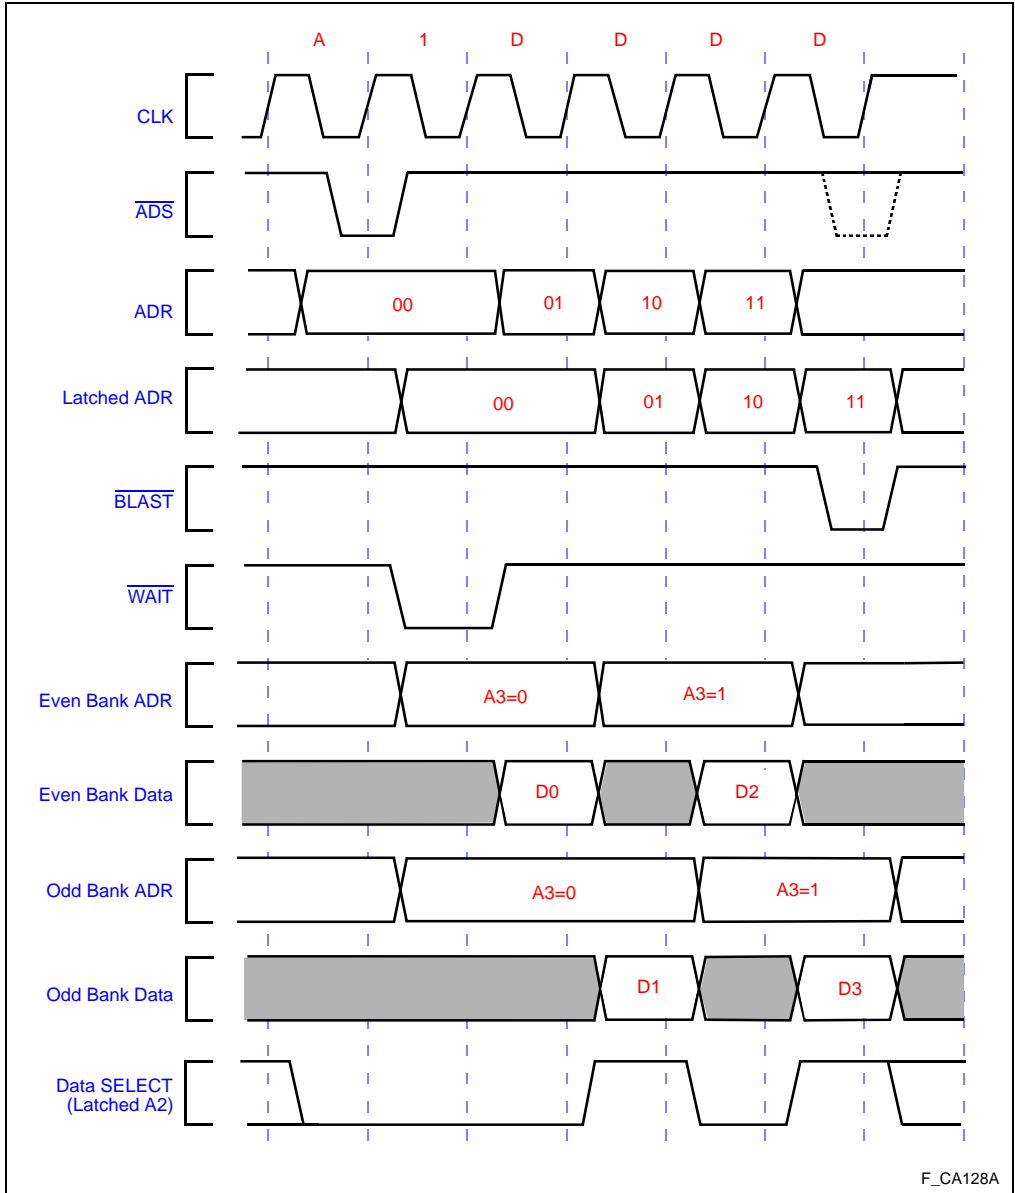 A 1 D D D D
CLK
ADS
ADR 00 01 10 11
Latched ADR 00 01 10 11
BLAST
WAIT
Even Bank ADR A3=0 A3=1
Even Bank Data D0 D2
Odd Bank ADR A3=0 A3=1
Odd Bank Data D1 D3
Data SELECT
(Latched A2)
F_CA128A